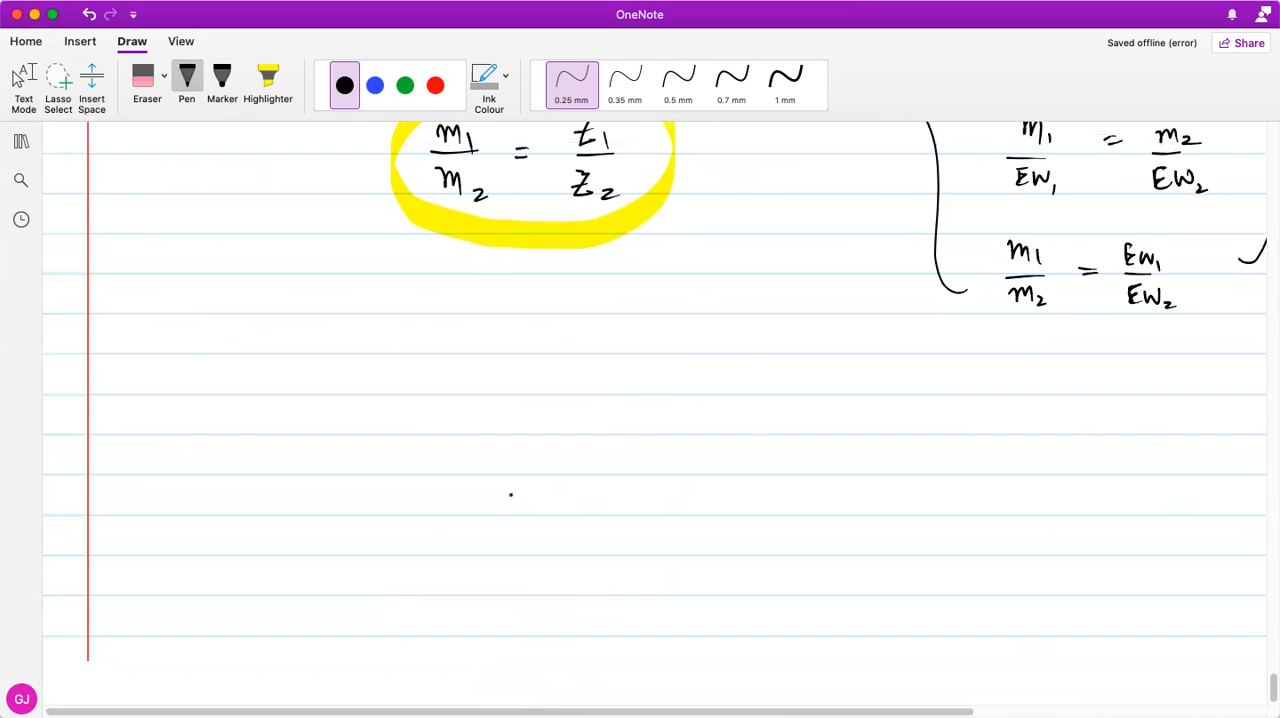 OneNote
Home Insert Draw View
Saved offline (error) Share
Text Mode
Lasso Select
Insert Space
Eraser
Pen
Marker
Highlighter
Ink Colour
0.25 mm 0.35 mm 0.5 mm 0.7 mm 1 mm
m₁/m₂ = Z₁/Z₂
m₁/EW₁ = m₂/EW₂
m₁/m₂ = EW₁/EW₂
GJ